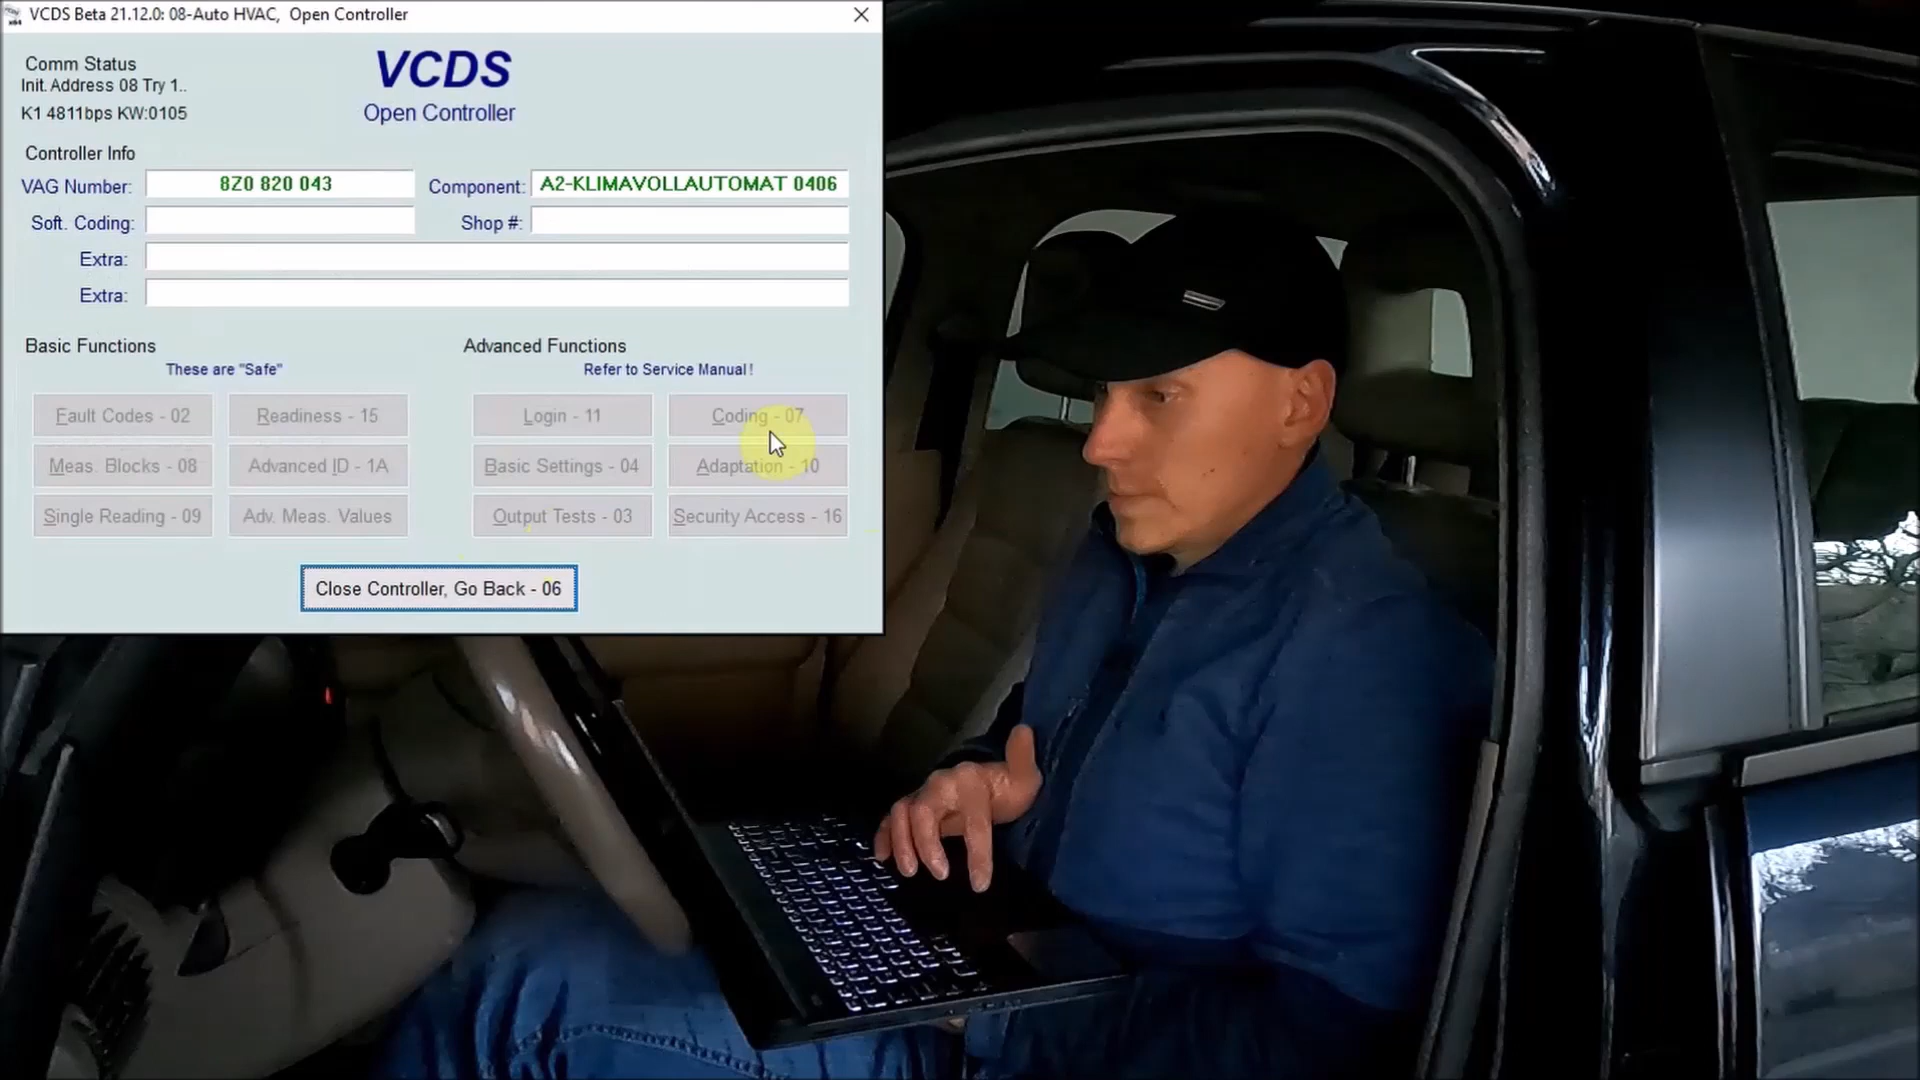 VCDS Beta 21.12.0: 08-Auto HVAC, Open Controller
Comm Status
Init. Address 08 Try 1..
K1 4811bps KW:0105
VCDS
Open Controller
Controller Info
VAG Number: 8Z0 820 043 Component: A2-KLIMAVOLLAUTOMAT 0406
Soft. Coding: Shop #:
Extra:
Extra:
Basic Functions Advanced Functions
These are "Safe" Refer to Service Manual!
Fault Codes - 02 Readiness - 15 Login - 11 Coding - 07
Meas. Blocks - 08 Advanced ID - 1A Basic Settings - 04 Adaptation - 10
Single Reading - 09 Adv. Meas. Values Output Tests - 03 Security Access - 16
Close Controller, Go Back - 06